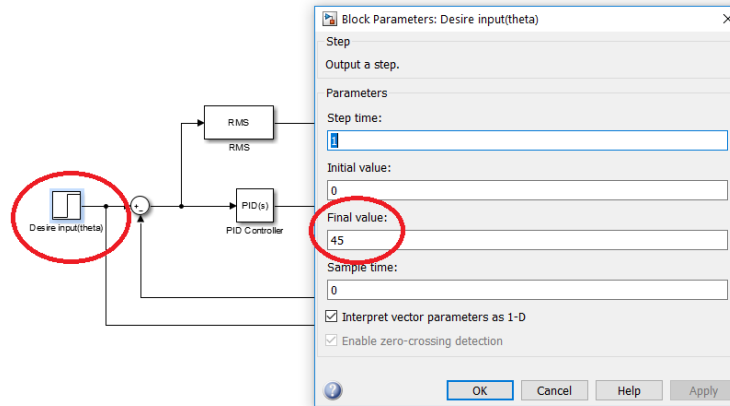 Block Parameters: Desire input(theta)
Step
Output a step.
Parameters
Step time:
1
Initial value:
0
Final value:
45
Sample time:
0
Interpret vector parameters as 1-D
Enable zero-crossing detection
OK Cancel Help Apply
RMS
RMS
+-
PID(s)
PID Controller
Desire input(theta)